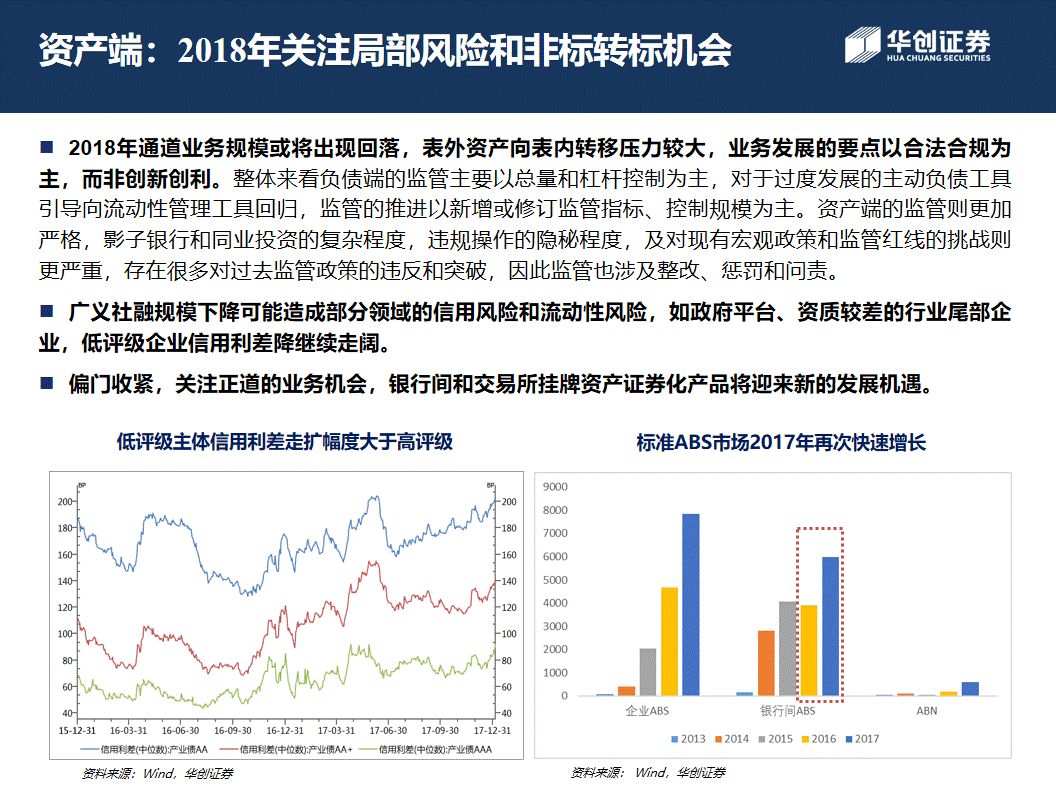 资产端：2018年关注局部风险和非标转标机会
华创证券
HUA CHUANG SECURITIES
■ 2018年通道业务规模或将出现回落，表外资产向表内转移压力较大，业务发展的要点以合法合规为
主，而非创新创利。整体来看负债端的监管主要以总量和杠杆控制为主，对于过度发展的主动负债工具
引导向流动性管理工具回归，监管的推进以新增或修订监管指标、控制规模为主。资产端的监管则更加
严格，影子银行和同业投资的复杂程度，违规操作的隐秘程度，及对现有宏观政策和监管红线的挑战则
更严重，存在很多对过去监管政策的违反和突破，因此监管也涉及整改、惩罚和问责。
■ 广义社融规模下降可能造成部分领域的信用风险和流动性风险，如政府平台、资质较差的行业尾部企
业，低评级企业信用利差降继续走阔。
■ 偏门收紧，关注正道的业务机会，银行间和交易所挂牌资产证券化产品将迎来新的发展机遇。
低评级主体信用利差走扩幅度大于高评级
BP BP
200 200
180 180
160 160
140 140
120 120
100 100
80 80
60 60
40 40
15-12-31 16-03-31 16-06-30 16-09-30 16-12-31 17-03-31 17-06-30 17-09-30 17-12-31
信用利差(中位数):产业债AA 信用利差(中位数):产业债AA+ 信用利差(中位数):产业债AAA
资料来源：Wind，华创证券
标准ABS市场2017年再次快速增长
9000
8000
7000
6000
5000
4000
3000
2000
1000
0
企业ABS 银行间ABS ABN
2013 2014 2015 2016 2017
资料来源： Wind，华创证券